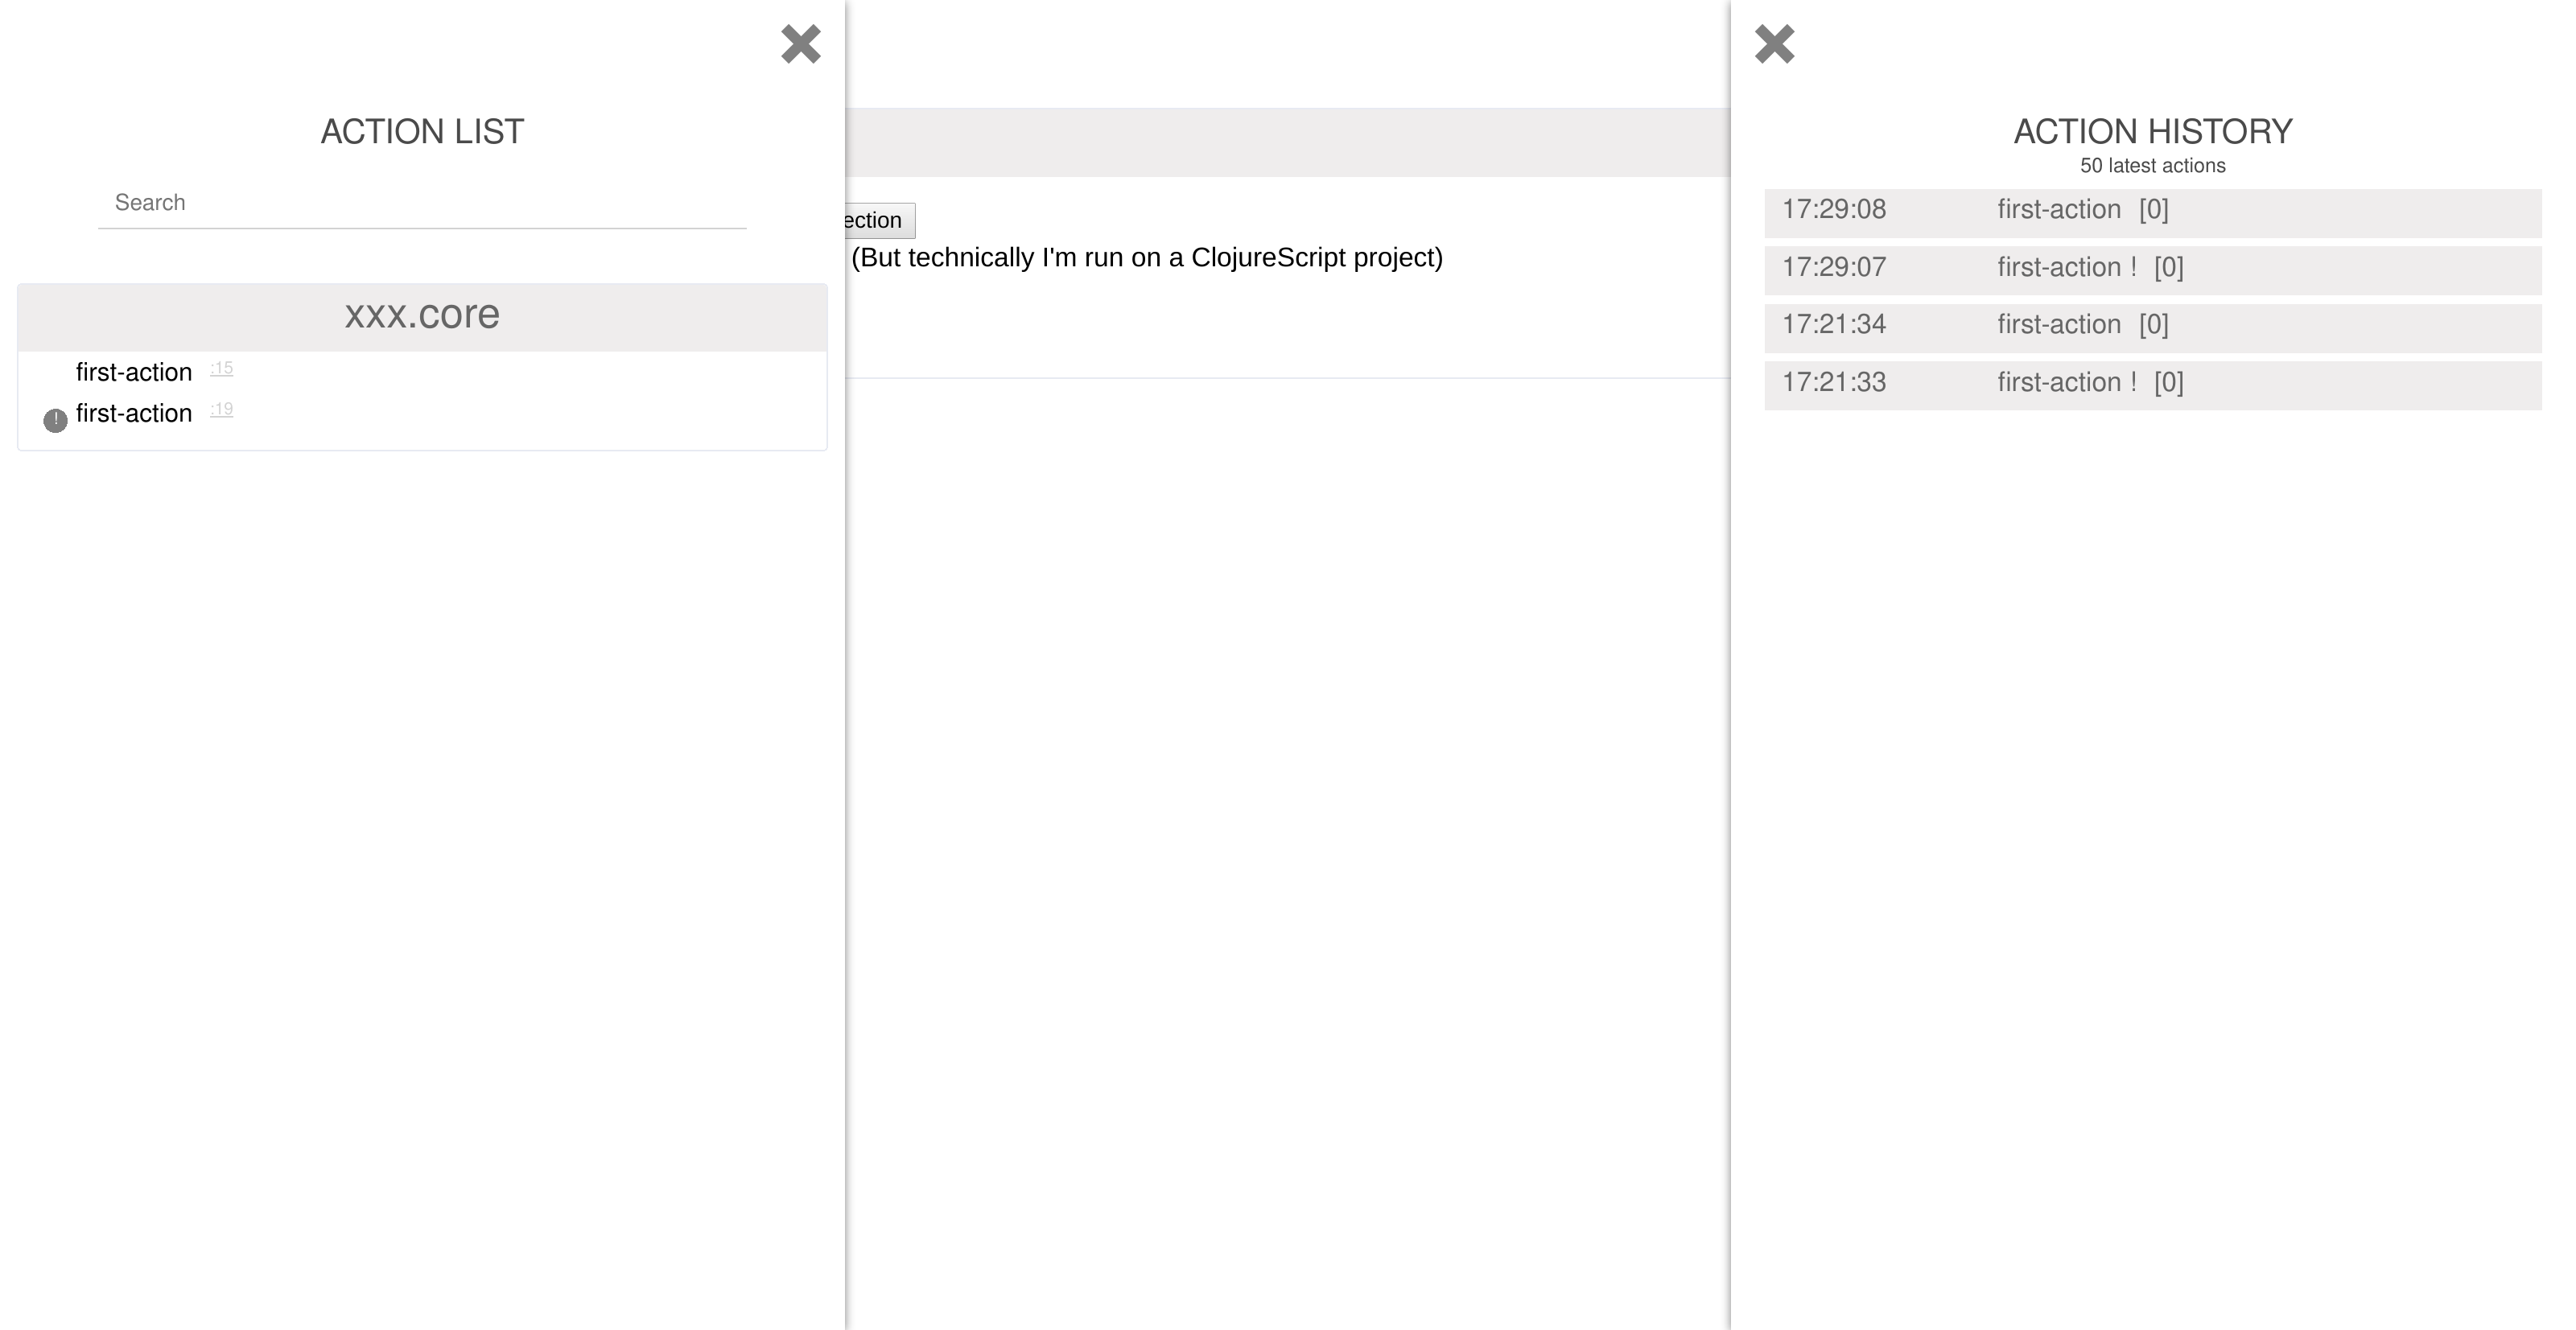 ACTION LIST
Search
xxx.core
first-action :15
! first-action :19
ection
(But technically I'm run on a ClojureScript project)
ACTION HISTORY
50 latest actions
17:29:08 first-action [0]
17:29:07 first-action ! [0]
17:21:34 first-action [0]
17:21:33 first-action ! [0]